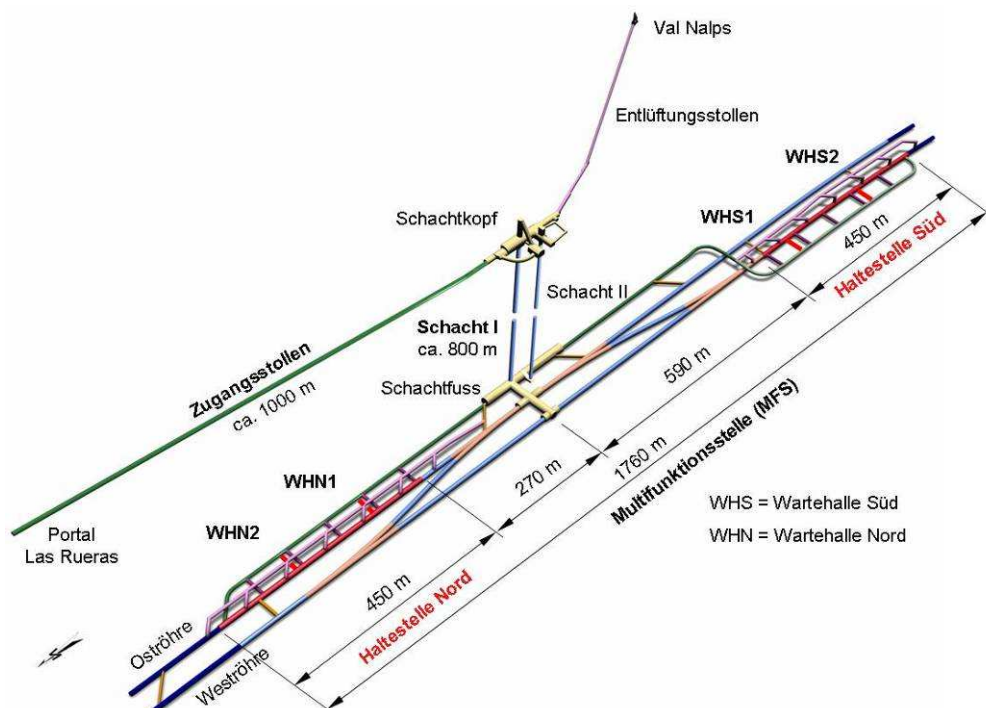 Val Nalps
Entlüftungsstollen
WHS2
Schachtkopf
WHS1
450 m
Haltestelle Süd
Schacht II
Schacht I
ca. 800 m
590 m
Zugangsstollen
ca. 1000 m
Schachtfuss
1760 m
Multifunktionsstelle (MFS)
270 m
WHN1
WHS = Wartehalle Süd
WHN2
WHN = Wartehalle Nord
Portal
Las Rueras
450 m
Haltestelle Nord
Oströhre
Weströhre